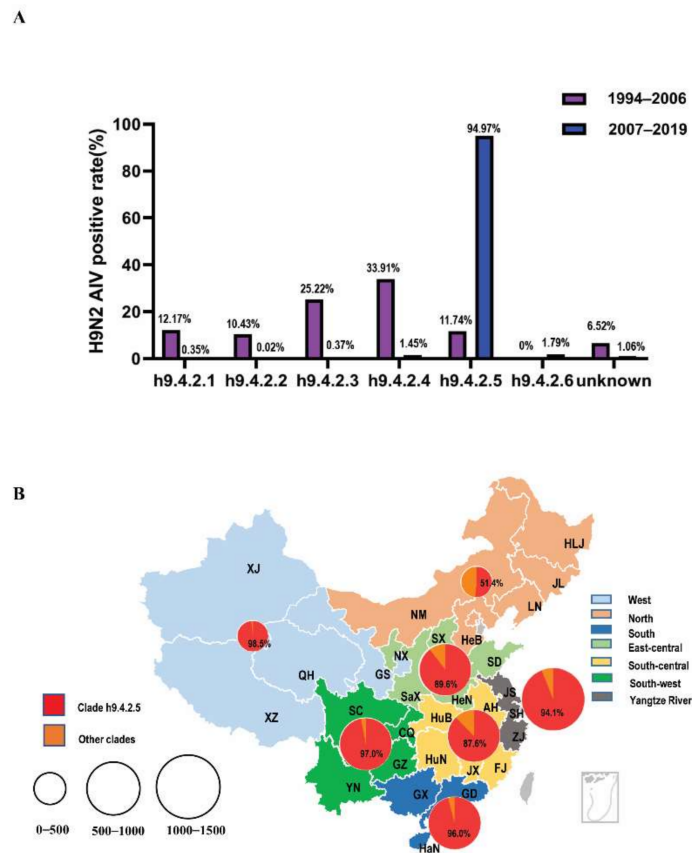 A
1994–2006
2007–2019
H9N2 AIV positive rate(%)
100
80
60
40
20
0
12.17%
0.35%
10.43%
0.02%
25.22%
0.37%
33.91%
1.45%
11.74%
94.97%
0%
1.79%
6.52%
1.06%
h9.4.2.1 h9.4.2.2 h9.4.2.3 h9.4.2.4 h9.4.2.5 h9.4.2.6 unknown
B
XJ
HLJ
JL
LN
51.4%
NM
98.5%
SX
HeB
NX
SD
QH
GS
89.6%
SaX
HeN
JS
XZ
SC
HuB
AH
SH
94.1%
CQ
97.0%
87.6%
ZJ
GZ
HuN
JX
FJ
YN
GX
GD
96.0%
HaN
West
North
South
East-central
South-central
South-west
Yangtze River
Clade h9.4.2.5
Other clades
0–500
500–1000
1000–1500